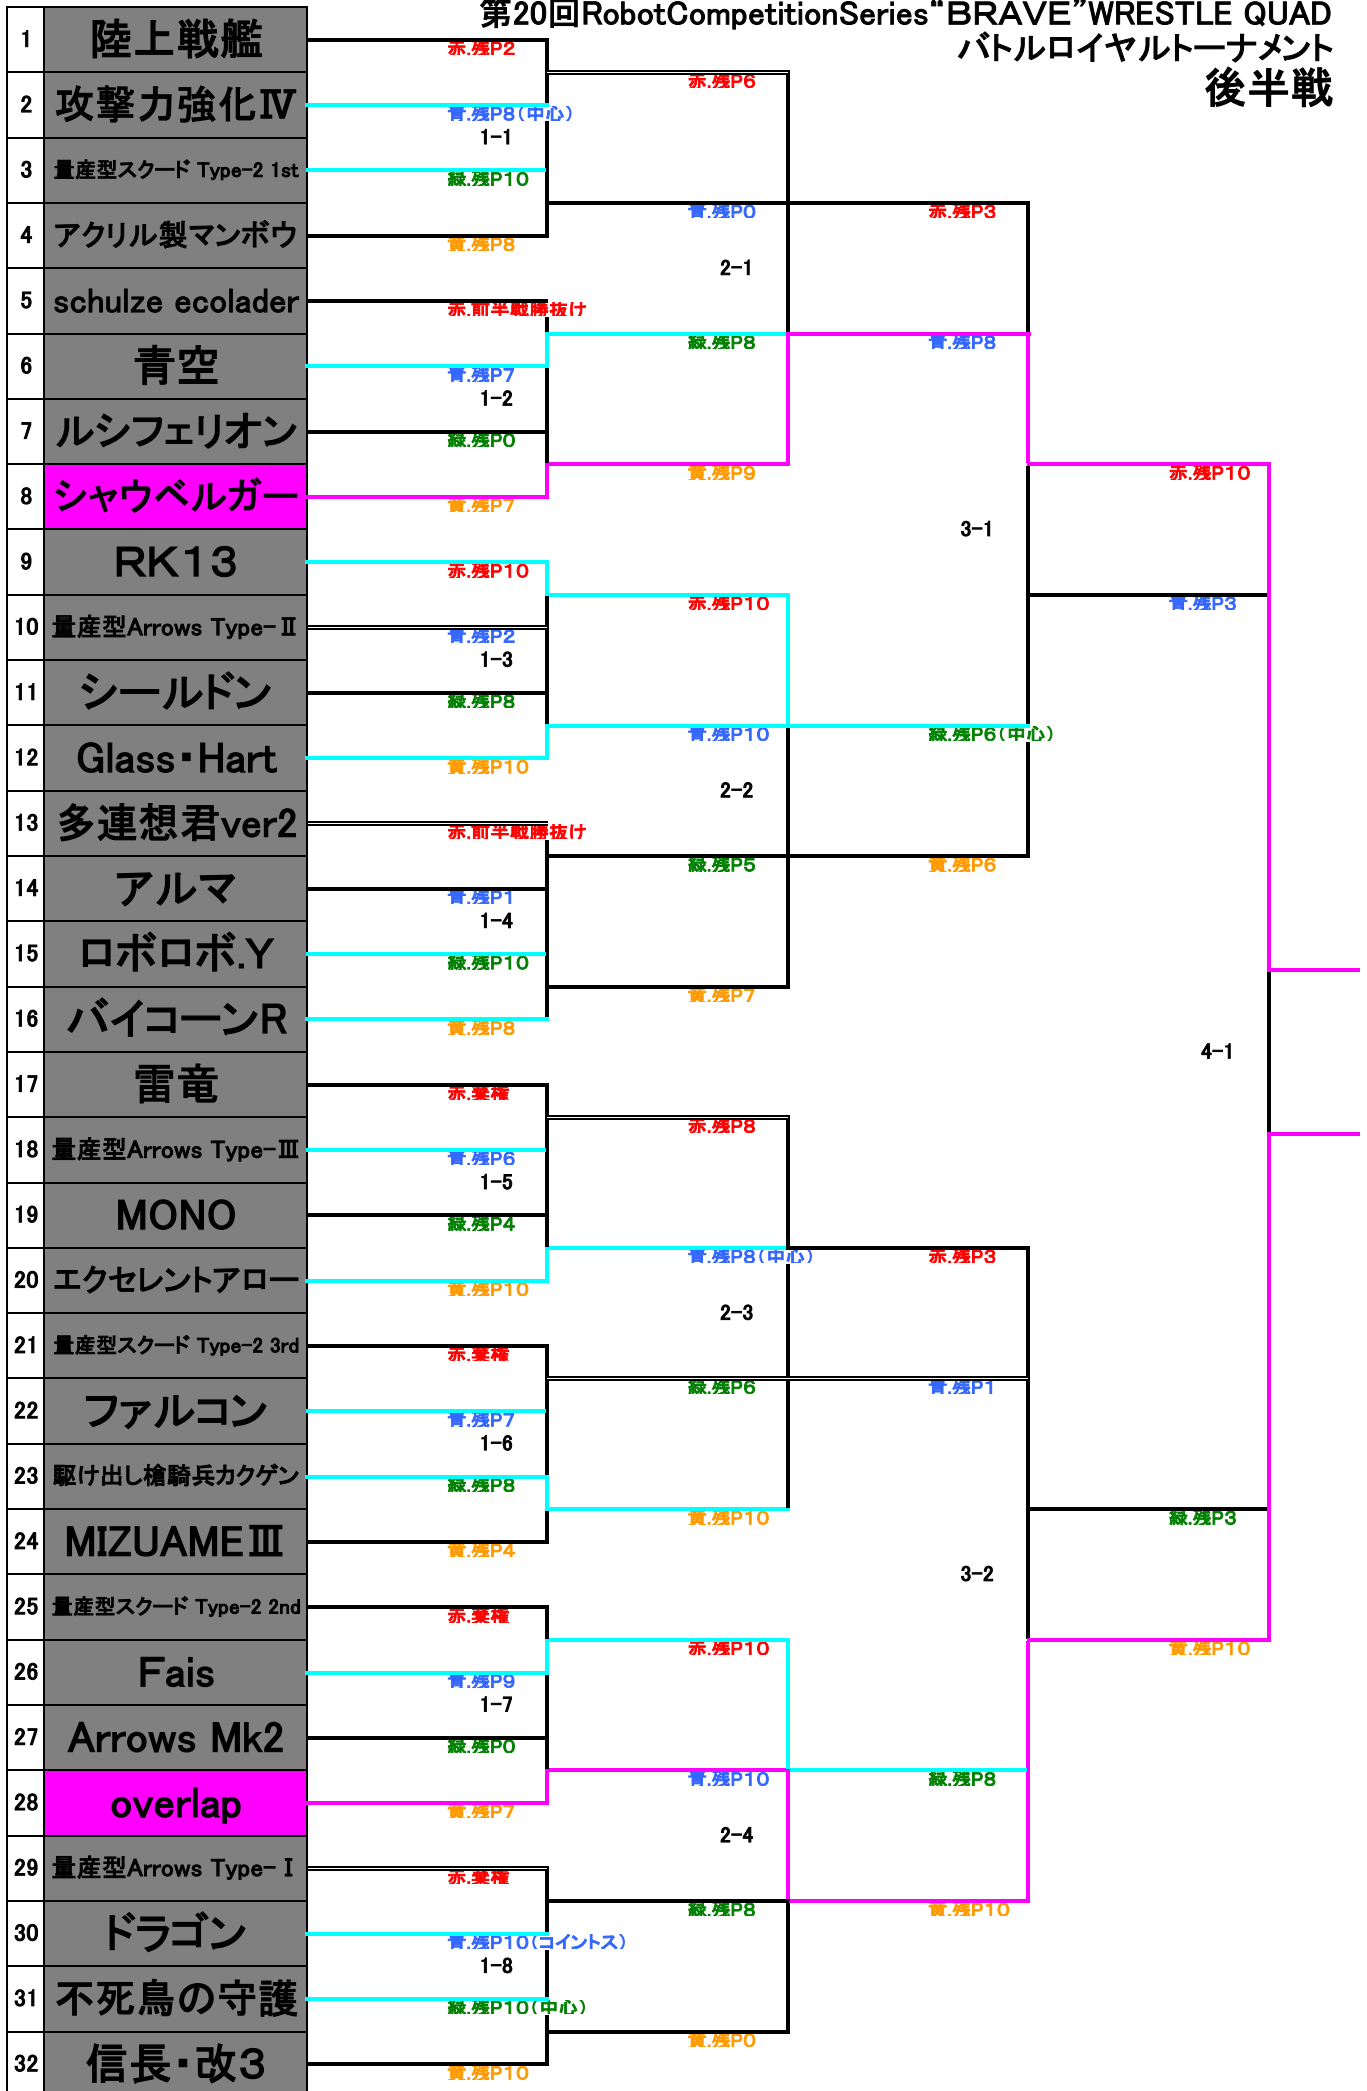 第20回RobotCompetitionSeries“BRAVE”WRESTLE QUAD
バトルロイヤルトーナメント
後半戦
1 陸上戦艦 赤.残P2
赤.残P6
2 攻撃力強化Ⅳ 青.残P8(中心)
1-1
3 量産型スクード Type-2 1st 緑.残P10
青.残P0 赤.残P3
4 アクリル製マンボウ 黄.残P8
2-1
5 schulze ecolader 赤.前半戦勝抜け
緑.残P8 青.残P8
6 青空 青.残P7
1-2
7 ルシフェリオン 緑.残P0
黄.残P9 赤.残P10
8 シャウベルガー 黄.残P7
3-1
9 RK13 赤.残P10
赤.残P10 青.残P3
10 量産型Arrows Type-Ⅱ 青.残P2
1-3
11 シールドン 緑.残P8
青.残P10 緑.残P6(中心)
12 Glass・Hart 黄.残P10
2-2
13 多連想君ver2 赤.前半戦勝抜け
緑.残P5 黄.残P6
14 アルマ 青.残P1
1-4
15 ロボロボ.Y 緑.残P10
黄.残P7
16 バイコーンR 黄.残P8
4-1
17 雷竜 赤.棄権
赤.残P8
18 量産型Arrows Type-Ⅲ 青.残P6
1-5
19 MONO 緑.残P4
青.残P8(中心) 赤.残P3
20 エクセレントアロー 黄.残P10
2-3
21 量産型スクード Type-2 3rd 赤.棄権
緑.残P6 青.残P1
22 ファルコン 青.残P7
1-6
23 駆け出し槍騎兵カクゲン 緑.残P8
黄.残P10 緑.残P3
24 MIZUAMEⅢ 黄.残P4
3-2
25 量産型スクード Type-2 2nd 赤.棄権
赤.残P10 黄.残P10
26 Fais 青.残P9
1-7
27 Arrows Mk2 緑.残P0
青.残P10 緑.残P8
28 overlap 黄.残P7
2-4
29 量産型Arrows Type-Ⅰ 赤.棄権
緑.残P8 黄.残P10
30 ドラゴン 青.残P10(コイントス)
1-8
31 不死鳥の守護 緑.残P10(中心)
黄.残P0
32 信長・改3 黄.残P10